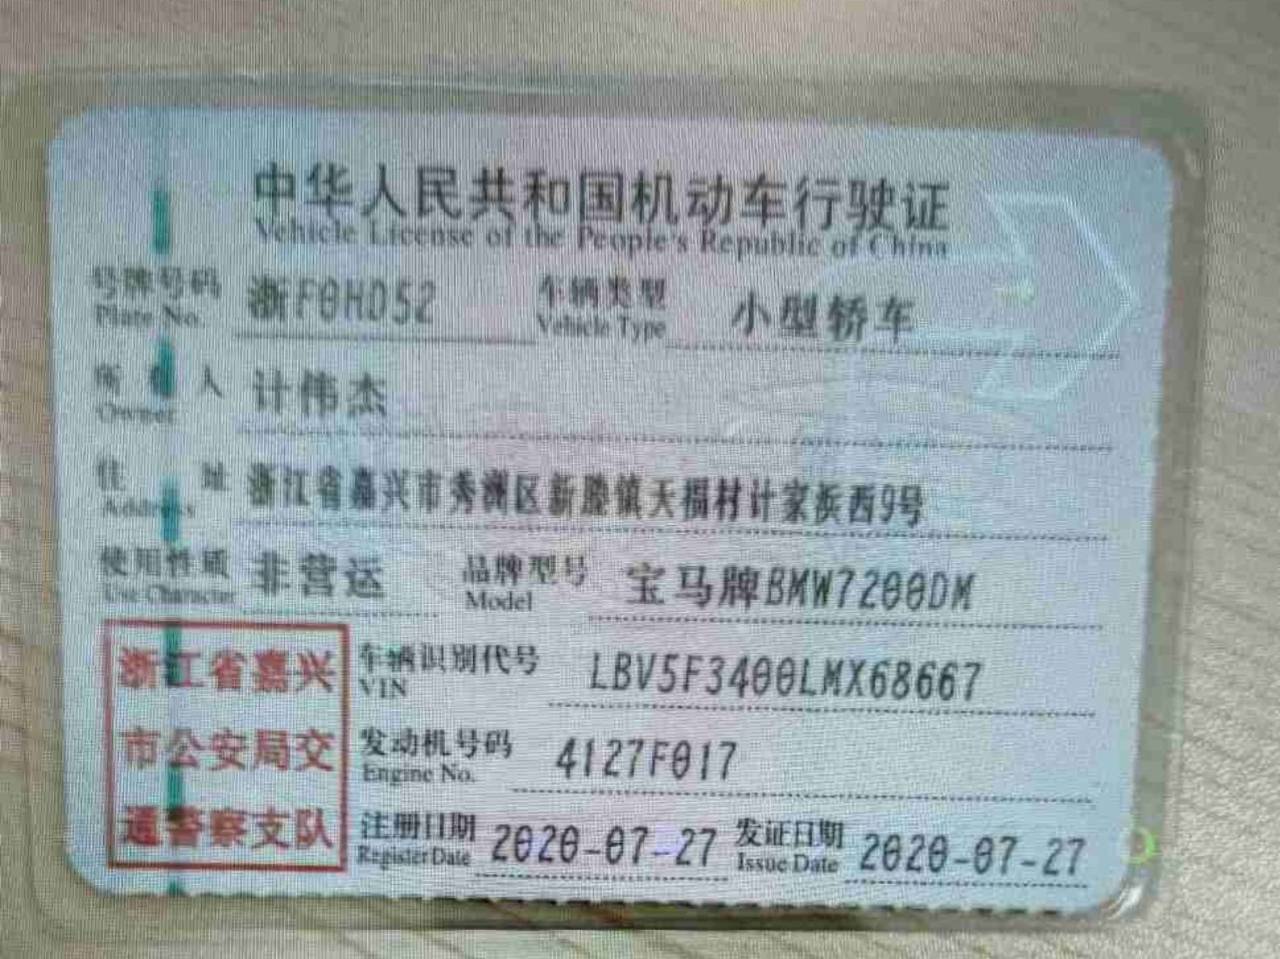 中华人民共和国机动车行驶证
Vehicle License of the People's Republic of China
号牌号码 浙F0HD52 车辆类型 小型轿车
Plate No. Vehicle Type
所有人 计伟杰
Owner
住址 浙江省嘉兴市秀洲区新塍镇天福村计家浜西9号
Address
使用性质 非营运 品牌型号 宝马牌BMW7200DM
Use Character Model
浙江省嘉兴
市公安局交
通警察支队
车辆识别代号 LBV5F3400LMX68667
VIN
发动机号码 4127F017
Engine No.
注册日期 2020-07-27 发证日期 2020-07-27
Register Date Issue Date